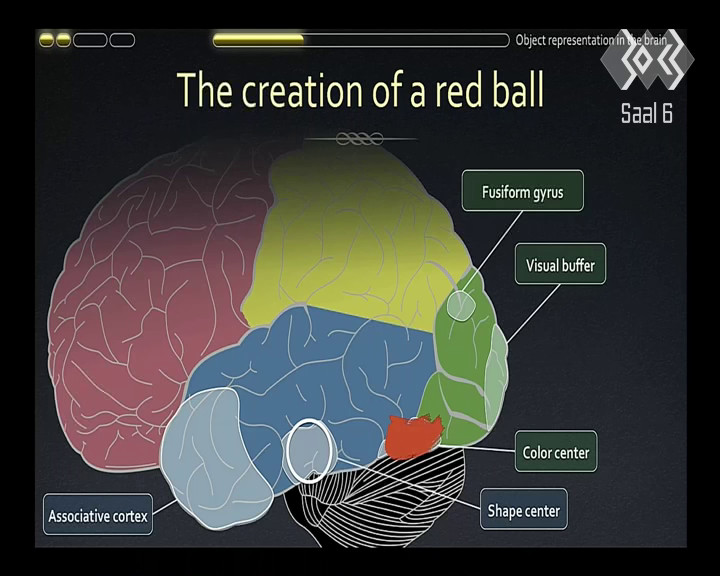 Object representation in the brain
Saal 6
The creation of a red ball
Fusiform gyrus
Visual buffer
Color center
Associative cortex
Shape center